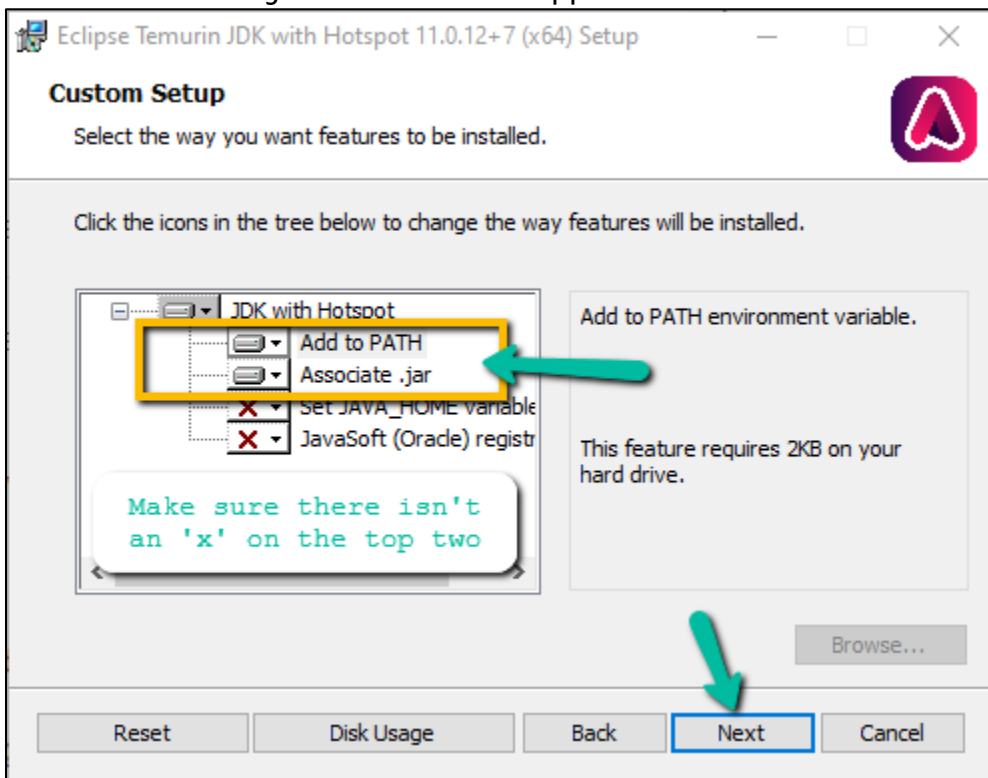 Eclipse Temurin JDK with Hotspot 11.0.12+7 (x64) Setup
Custom Setup
Select the way you want features to be installed.
Click the icons in the tree below to change the way features will be installed.
JDK with Hotspot
Add to PATH
Associate .jar
Set JAVA_HOME variable
JavaSoft (Oracle) registr
Make sure there isn't
an 'x' on the top two
Add to PATH environment variable.
This feature requires 2KB on your
hard drive.
Browse...
Reset
Disk Usage
Back
Next
Cancel